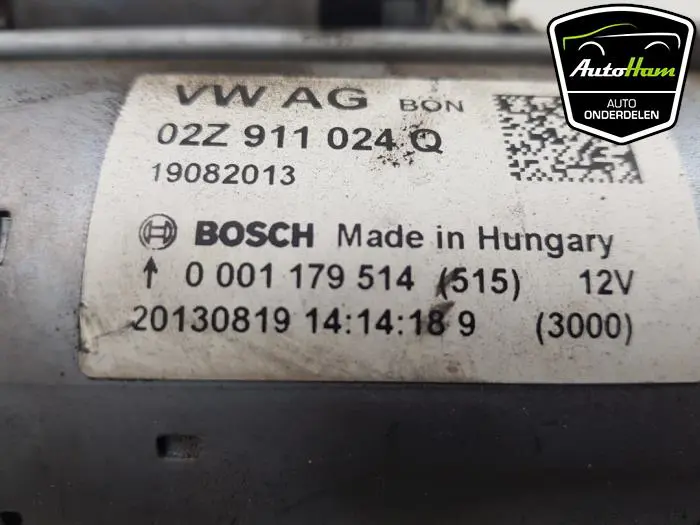 AutoHam
AUTO
ONDERDELEN
VW AG BON
02Z 911 024 Q
19082013
BOSCH Made in Hungary
↑ 0 001 179 514 (515) 12V
20130819 14:14:18 9 (3000)